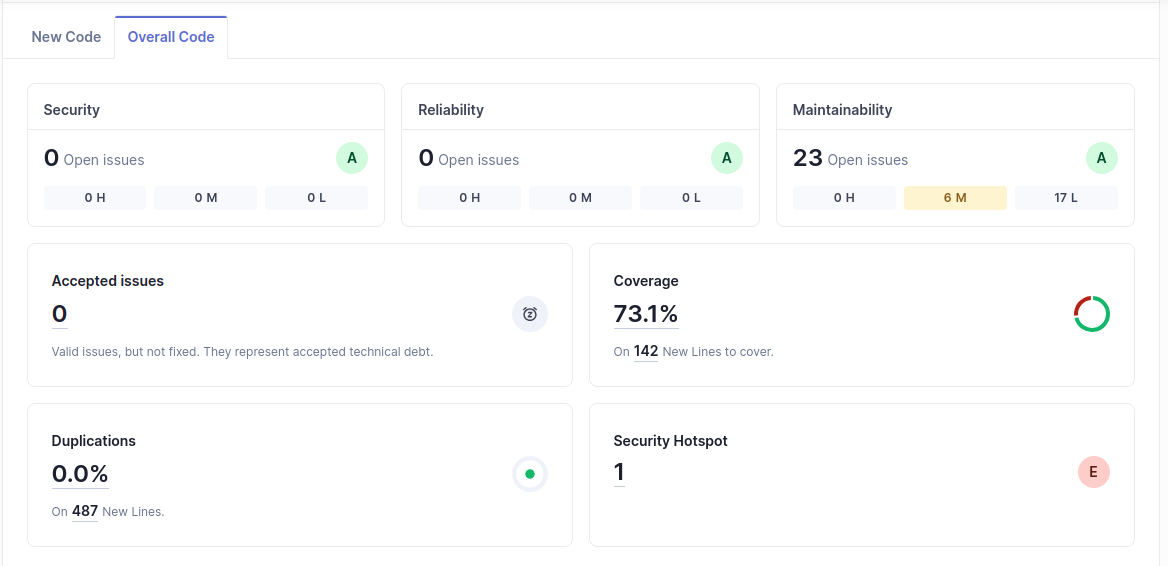 New Code Overall Code
Security
0 Open issues A
0 H 0 M 0 L
Reliability
0 Open issues A
0 H 0 M 0 L
Maintainability
23 Open issues A
0 H 6 M 17 L
Accepted issues
0
Valid issues, but not fixed. They represent accepted technical debt.
Coverage
73.1%
On 142 New Lines to cover.
Duplications
0.0%
On 487 New Lines.
Security Hotspot
1 E